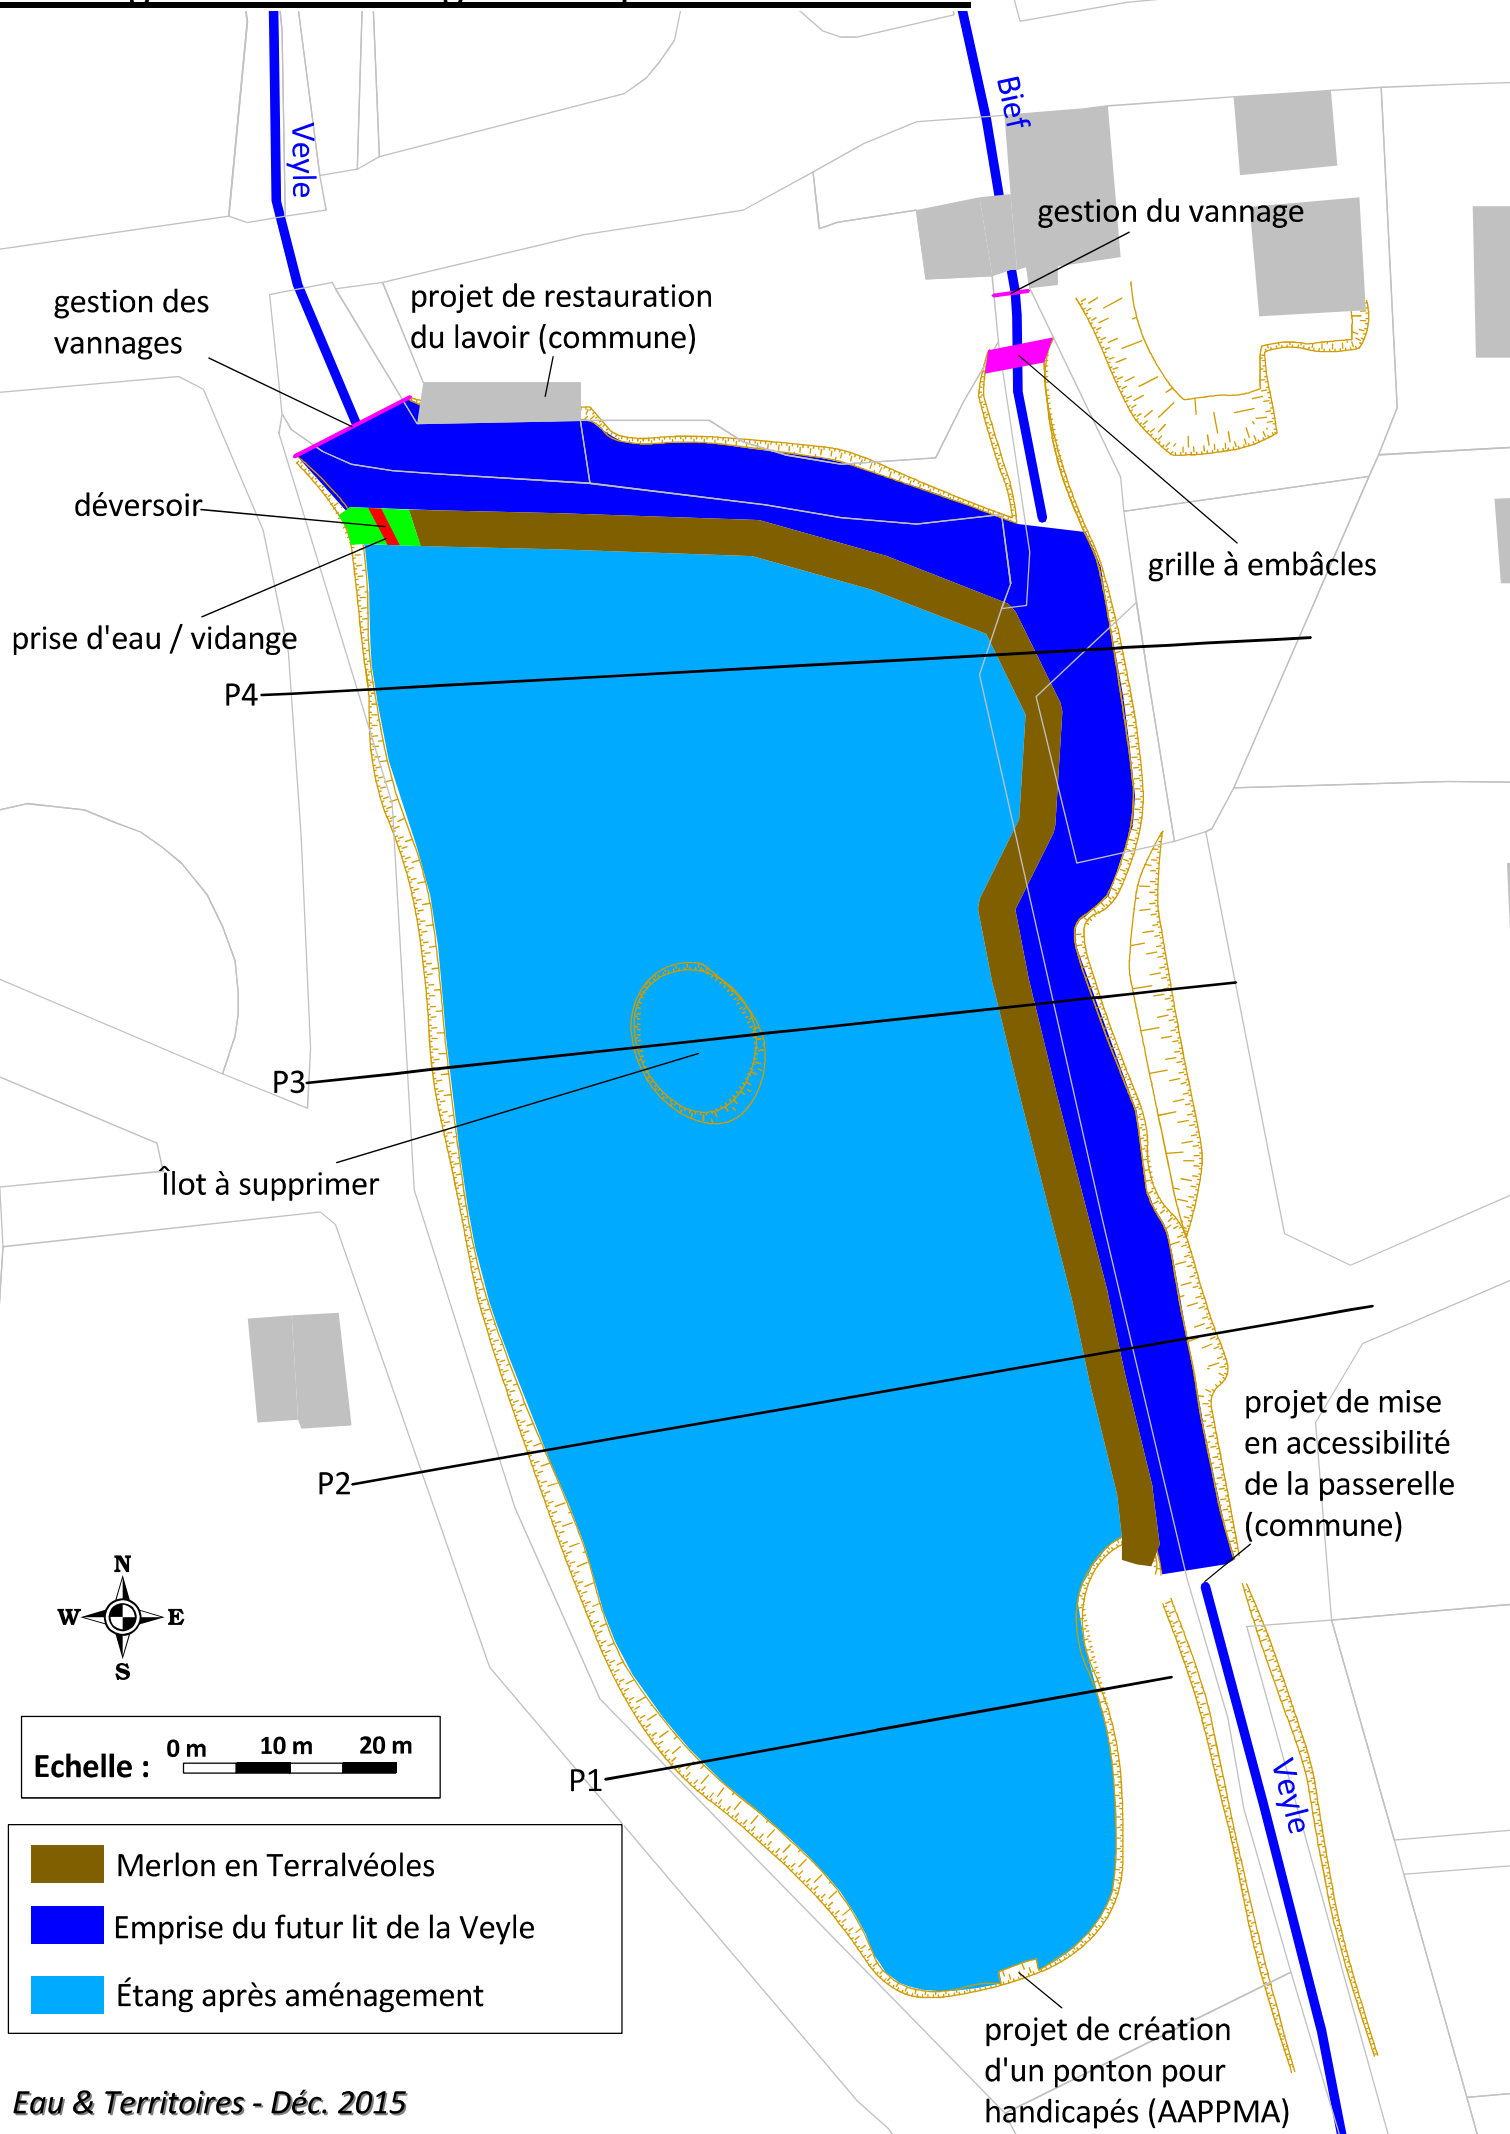 Veyle
Bief
gestion du vannage
gestion des
vannages
projet de restauration
du lavoir (commune)
déversoir
grille à embâcles
prise d'eau / vidange
P4
P3
Îlot à supprimer
projet de mise
en accessibilité
de la passerelle
(commune)
P2
N
W
E
S
Echelle :
0 m
10 m
20 m
P1
Veyle
Merlon en Terralvéoles
Emprise du futur lit de la Veyle
Étang après aménagement
projet de création
d'un ponton pour
handicapés (AAPPMA)
Eau & Territoires - Déc. 2015